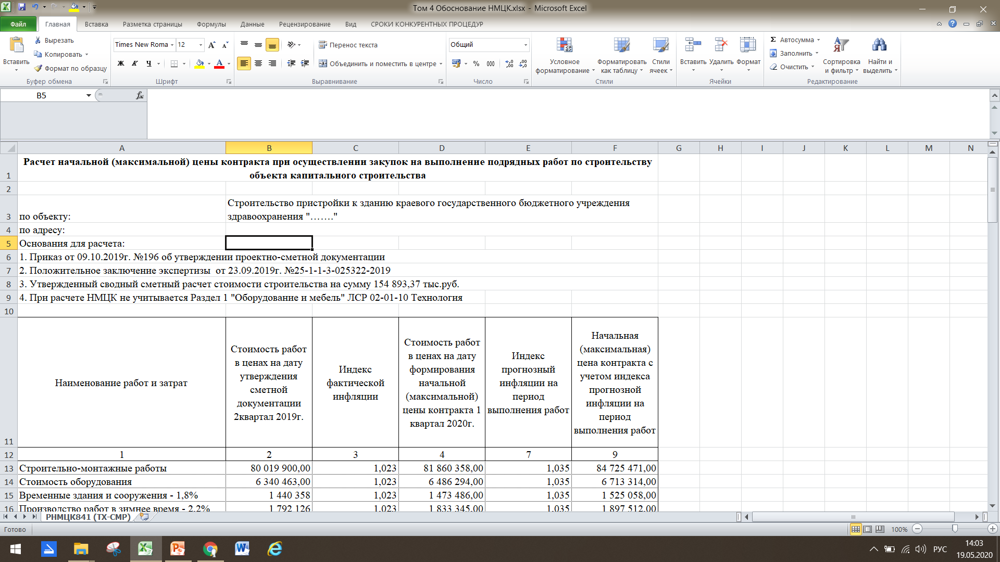 Том 4 Обоснование НМЦК.xlsx - Microsoft Excel
Файл Главная Вставка Разметка страницы Формулы Данные Рецензирование Вид СРОКИ КОНКУРЕНТНЫХ ПРОЦЕДУР
Вставить
Вырезать
Копировать
Формат по образцу
Буфер обмена
Times New Roma 12
Ж К Ч
Шрифт
Перенос текста
Объединить и поместить в центре
Выравнивание
Общий
% 000
Число
Условное форматирование
Форматировать как таблицу
Стили ячеек
Стили
Вставить Удалить Формат
Ячейки
Автосумма
Заполнить
Очистить
Сортировка и фильтр
Найти и выделить
Редактирование
B5
A B C D E F G H I J K L M N
1 Расчет начальной (максимальной) цены контракта при осуществлении закупок на выполнение подрядных работ по строительству
объекта капитального строительства
2
Строительство пристройки к зданию краевого государственного бюджетного учреждения
3 по объекту: здравоохранения "……."
4 по адресу:
5 Основания для расчета:
6 1. Приказ от 09.10.2019г. №196 об утверждении проектно-сметной документации
7 2. Положительное заключение экспертизы от 23.09.2019г. №25-1-1-3-025322-2019
8 3. Утвержденный сводный сметный расчет стоимости строительства на сумму 154 893,37 тыс.руб.
9 4. При расчете НМЦК не учитывается Раздел 1 "Оборудование и мебель" ЛСР 02-01-10 Технология
10
11
Наименование работ и затрат
Стоимость работ
в ценах на дату
утверждения
сметной
документации
2квартал 2019г.
Индекс
фактической
инфляции
Стоимость работ
в ценах на дату
формирования
начальной
(максимальной)
цены контракта 1
квартал 2020г.
Индекс
прогнозный
инфляции на
период
выполнения работ
Начальная
(максимальная)
цена контракта с
учетом индекса
прогнозной
инфляции на
период
выполнения работ
12 1 2 3 4 7 9
13 Строительно-монтажные работы 80 019 900,00 1,023 81 860 358,00 1,035 84 725 471,00
14 Стоимость оборудования 6 340 463,00 1,023 6 486 294,00 1,035 6 713 314,00
15 Временные здания и сооружения - 1,8% 1 440 358 1,023 1 473 486,00 1,035 1 525 058,00
16 Производство работ в зимнее время - 2,2% 1 792 126 1,023 1 833 345,00 1,035 1 897 512,00
РНМЦК841 (ТХ-СМР)
Готово
100%
РУС
14:03
19.05.2020